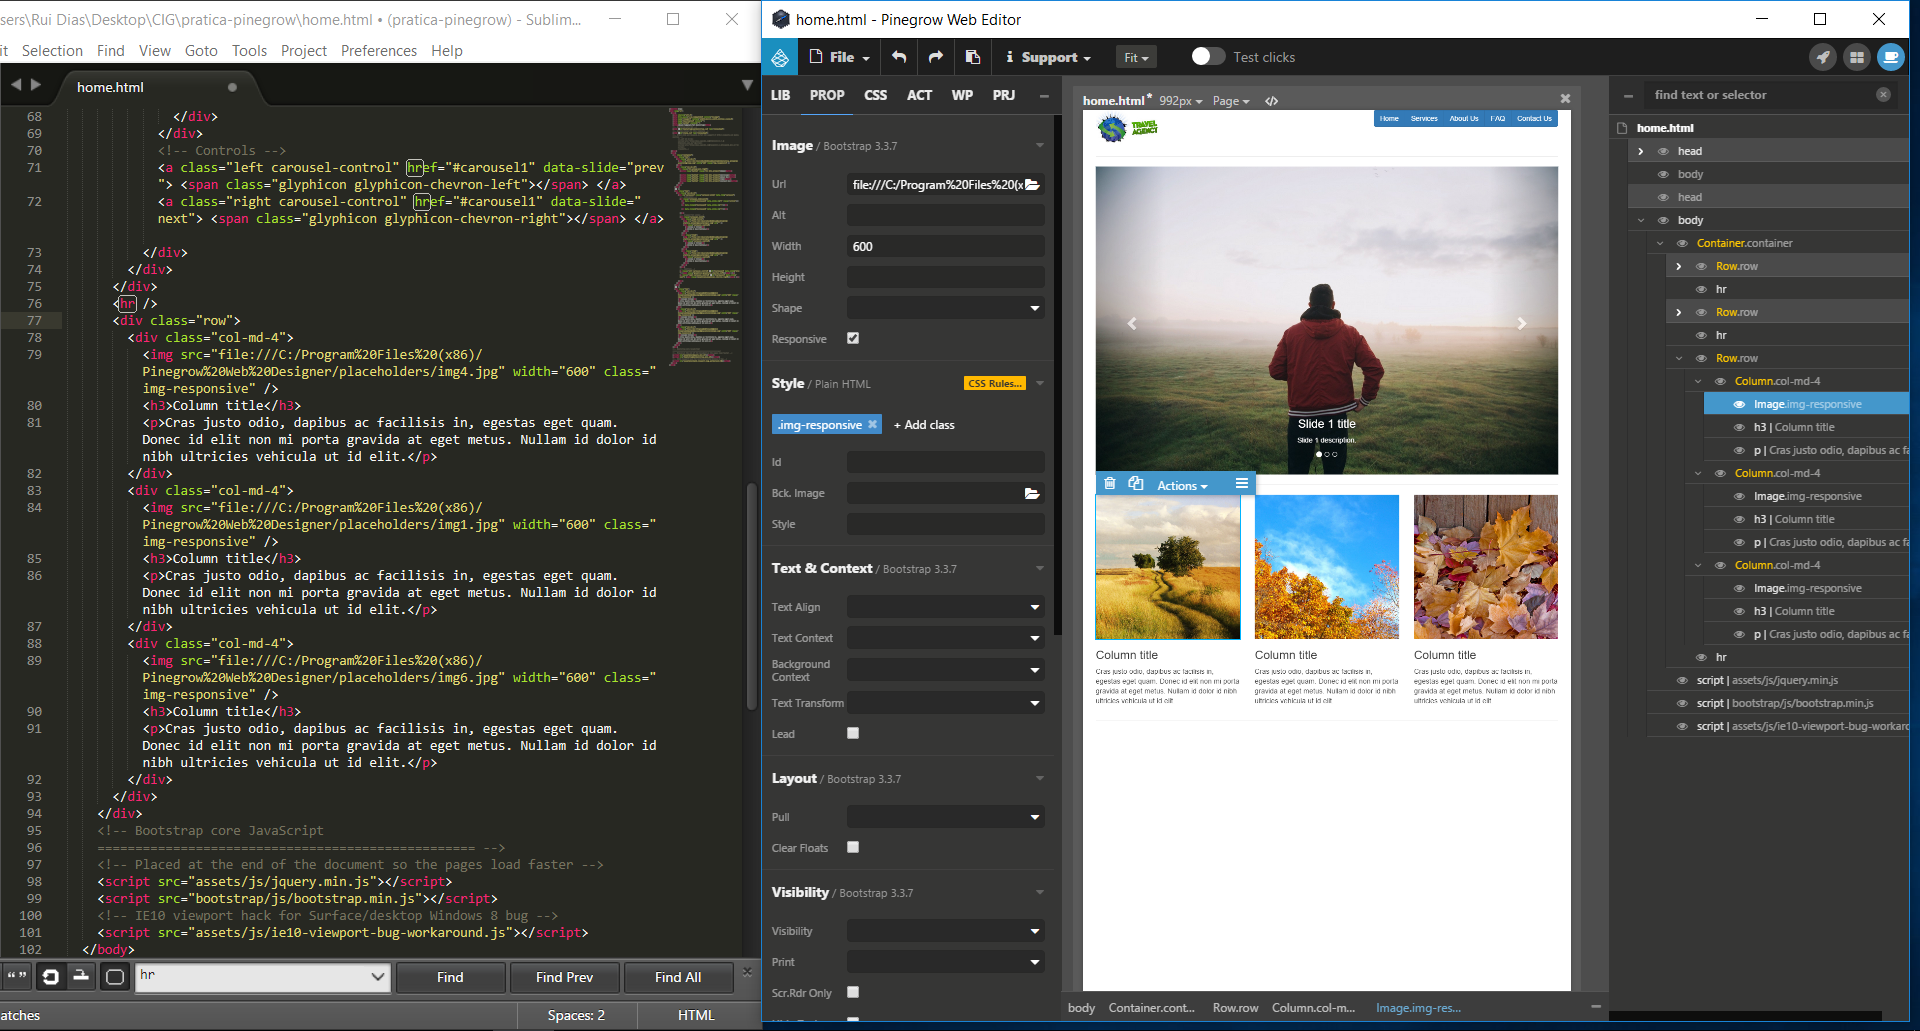 sers\Rui Dias\Desktop\CIG\pratica-pinegrow\home.html • (pratica-pinegrow) - Sublim...
it Selection Find View Goto Tools Project Preferences Help
home.html
68 </div>
69 </div>
70 <!-- Controls -->
71 <a class="left carousel-control" href="#carousel1" data-slide="prev
"> <span class="glyphicon glyphicon-chevron-left"></span> </a>
72 <a class="right carousel-control" href="#carousel1" data-slide="
next"> <span class="glyphicon glyphicon-chevron-right"></span> </a>
73 </div>
74 </div>
75 </div>
76 <hr />
77 <div class="row">
78 <div class="col-md-4">
79 <img src="file:///C:/Program%20Files%20(x86)/
Pinegrow%20Web%20Designer/placeholders/img4.jpg" width="600" class="
img-responsive" />
80 <h3>Column title</h3>
81 <p>Cras justo odio, dapibus ac facilisis in, egestas eget quam.
Donec id elit non mi porta gravida at eget metus. Nullam id dolor id
nibh ultricies vehicula ut id elit.</p>
82 </div>
83 <div class="col-md-4">
84 <img src="file:///C:/Program%20Files%20(x86)/
Pinegrow%20Web%20Designer/placeholders/img1.jpg" width="600" class="
img-responsive" />
85 <h3>Column title</h3>
86 <p>Cras justo odio, dapibus ac facilisis in, egestas eget quam.
Donec id elit non mi porta gravida at eget metus. Nullam id dolor id
nibh ultricies vehicula ut id elit.</p>
87 </div>
88 <div class="col-md-4">
89 <img src="file:///C:/Program%20Files%20(x86)/
Pinegrow%20Web%20Designer/placeholders/img6.jpg" width="600" class="
img-responsive" />
90 <h3>Column title</h3>
91 <p>Cras justo odio, dapibus ac facilisis in, egestas eget quam.
Donec id elit non mi porta gravida at eget metus. Nullam id dolor id
nibh ultricies vehicula ut id elit.</p>
92 </div>
93 </div>
94 </div>
95 <!-- Bootstrap core JavaScript
96 ================================================== -->
97 <!-- Placed at the end of the document so the pages load faster -->
98 <script src="assets/js/jquery.min.js"></script>
99 <script src="bootstrap/js/bootstrap.min.js"></script>
100 <!-- IE10 viewport hack for Surface/desktop Windows 8 bug -->
101 <script src="assets/js/ie10-viewport-bug-workaround.js"></script>
102 </body>
“ ” hr Find Find Prev Find All
atches Spaces: 2 HTML
home.html - Pinegrow Web Editor
File Support Fit Test clicks
LIB PROP CSS ACT WP PRJ
Image / Bootstrap 3.3.7
Url file:///C:/Program%20Files%20(x
Alt
Width 600
Height
Shape
Responsive
Style / Plain HTML CSS Rules...
.img-responsive + Add class
Id
Bck. Image
Style
Text & Context / Bootstrap 3.3.7
Text Align
Text Context
Background
Context
Text Transform
Lead
Layout / Bootstrap 3.3.7
Pull
Clear Floats
Visibility / Bootstrap 3.3.7
Visibility
Print
Scr.Rdr Only
home.html * 992px Page </>
TRAVEL
AGENCY
Home Services About Us FAQ Contact Us
Slide 1 title
Slide 1 description.
Actions
Column title
Cras justo odio, dapibus ac facilisis in,
egestas eget quam. Donec id elit non mi porta
gravida at eget metus. Nullam id dolor id nibh
ultricies vehicula ut id elit.
Column title
Cras justo odio, dapibus ac facilisis in,
egestas eget quam. Donec id elit non mi porta
gravida at eget metus. Nullam id dolor id nibh
ultricies vehicula ut id elit.
Column title
Cras justo odio, dapibus ac facilisis in,
egestas eget quam. Donec id elit non mi porta
gravida at eget metus. Nullam id dolor id nibh
ultricies vehicula ut id elit.
body Container.cont... Row.row Column.col-m... Image.img-res...
find text or selector
home.html
head
body
head
body
Container.container
Row.row
hr
Row.row
hr
Row.row
Column.col-md-4
Image.img-responsive
h3 | Column title
p | Cras justo odio, dapibus ac fa
Column.col-md-4
Image.img-responsive
h3 | Column title
p | Cras justo odio, dapibus ac fa
Column.col-md-4
Image.img-responsive
h3 | Column title
p | Cras justo odio, dapibus ac fa
hr
script | assets/js/jquery.min.js
script | bootstrap/js/bootstrap.min.js
script | assets/js/ie10-viewport-bug-workarou